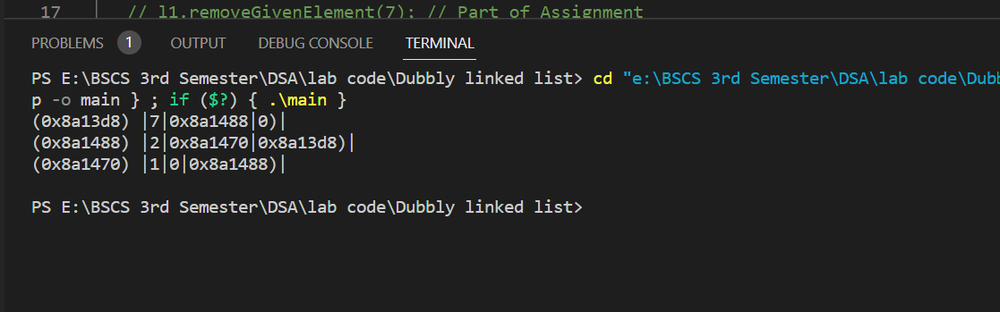 17 // l1.removeGivenElement(7); // Part of Assignment
PROBLEMS 1 OUTPUT DEBUG CONSOLE TERMINAL
PS E:\BSCS 3rd Semester\DSA\lab code\Dubbly linked list> cd "e:\BSCS 3rd Semester\DSA\lab code\Dubb
p -o main } ; if ($?) { .\main }
(0x8a13d8) |7|0x8a1488|0)|
(0x8a1488) |2|0x8a1470|0x8a13d8)|
(0x8a1470) |1|0|0x8a1488)|
PS E:\BSCS 3rd Semester\DSA\lab code\Dubbly linked list>